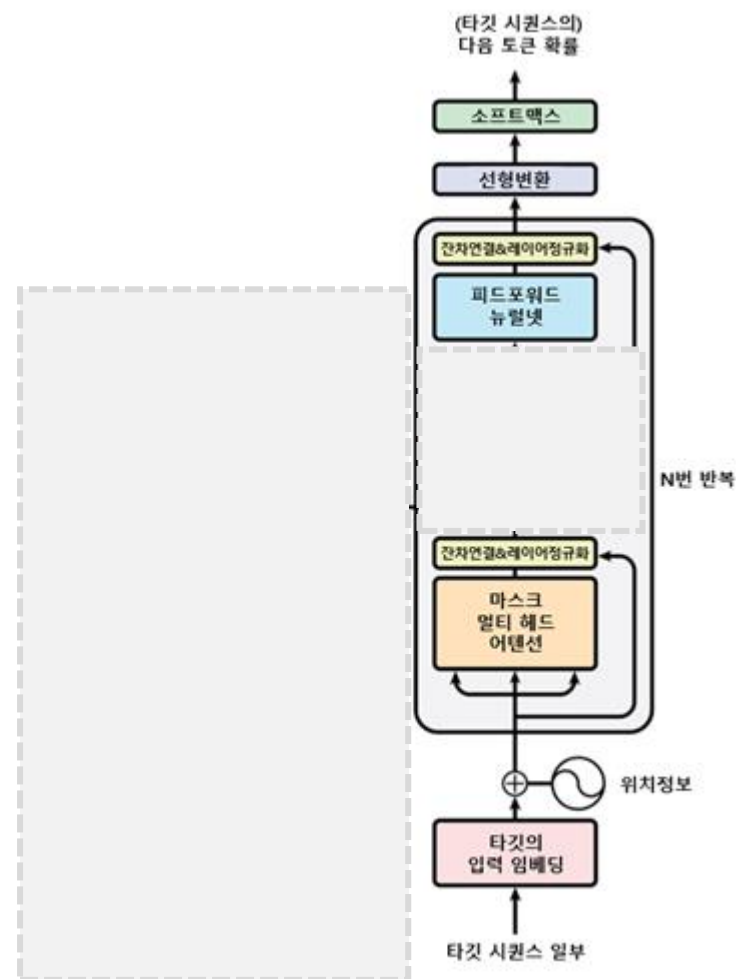 (타깃 시퀀스의)
다음 토큰 확률
소프트맥스
선형변환
잔차연결&레이어정규화
피드포워드
뉴럴넷
N번 반복
잔차연결&레이어정규화
마스크
멀티 헤드
어텐션
위치정보
타깃의
입력 임베딩
타깃 시퀀스 일부